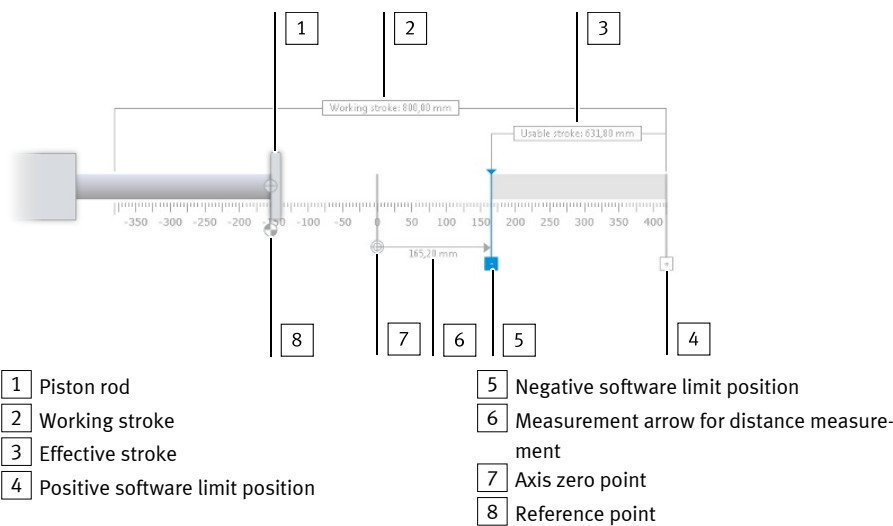 1
2
3
Working stroke: 800,00 mm
Usable stroke: 631,80 mm
-350 -300 -250 -200 -150 -100 -50 0 50 100 150 200 250 300 350 400
165,20 mm
8
7
6
5
4
1 Piston rod
2 Working stroke
3 Effective stroke
4 Positive software limit position
5 Negative software limit position
6 Measurement arrow for distance measure-
ment
7 Axis zero point
8 Reference point